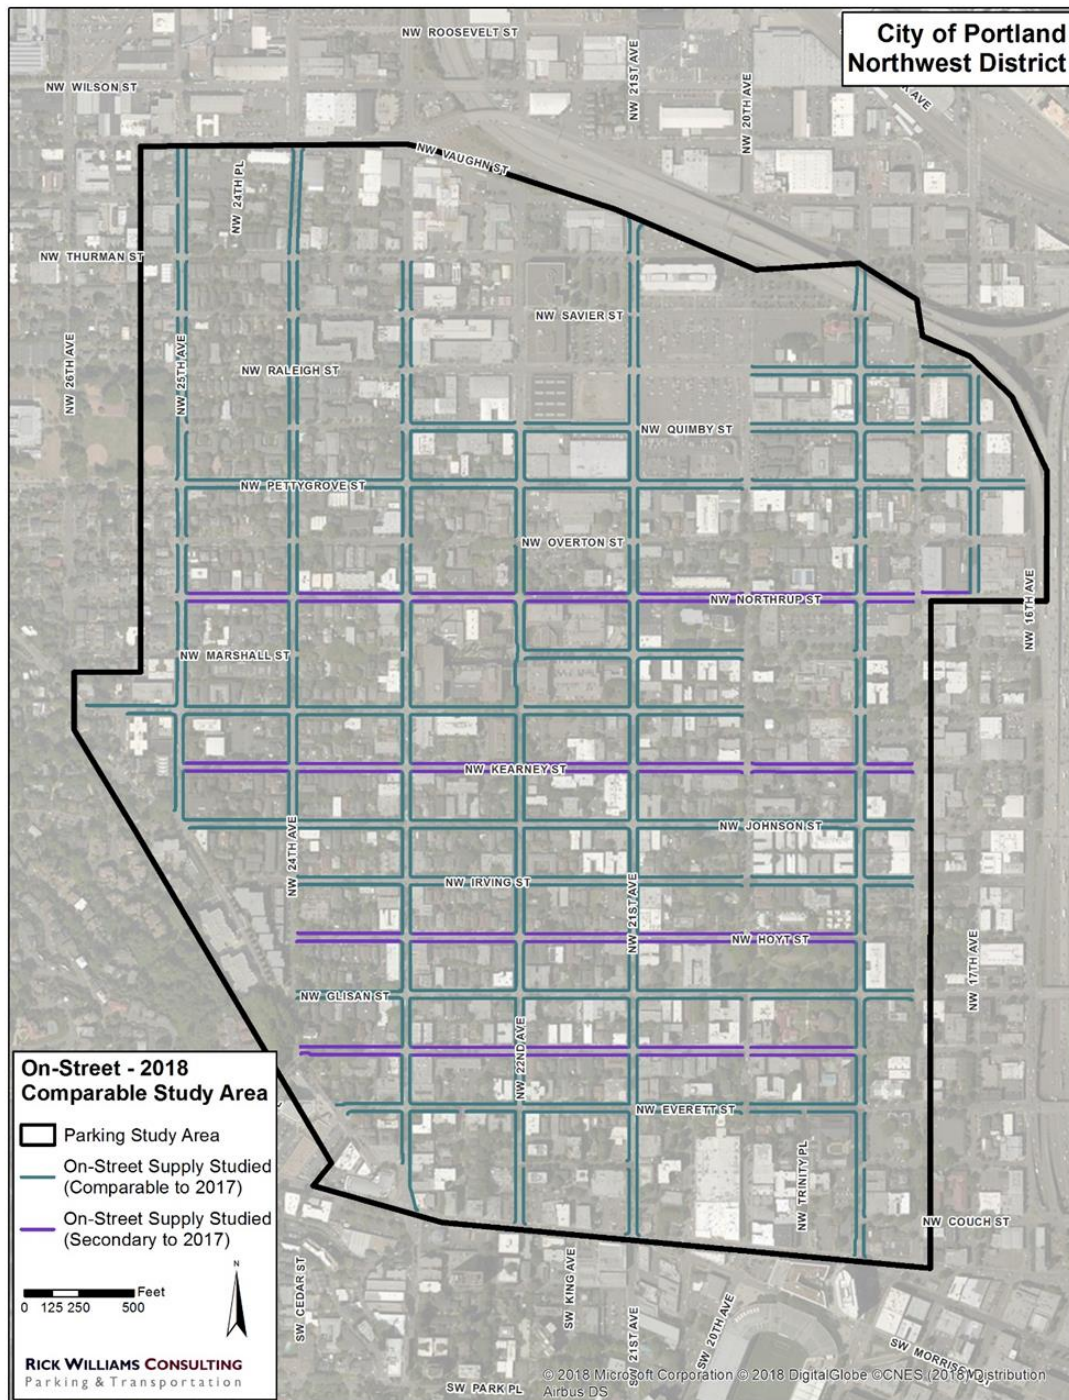 City of Portland
Northwest District
NW ROOSEVELT ST
NW 21ST AVE
NW WILSON ST
NW 20TH AVE
AVE
NW VAUGHN ST
NW 24TH PL
NW THURMAN ST
NW SAVIER ST
NW 26TH AVE
NW 25TH AVE
NW RALEIGH ST
NW QUIMBY ST
NW PETTYGROVE ST
NW OVERTON ST
NW NORTHRUP ST
NW 16TH AVE
NW MARSHALL ST
NW KEARNEY ST
NW JOHNSON ST
NW 24TH AVE
NW IRVING ST
NW 21ST AVE
NW HOYT ST
NW 17TH AVE
NW GLISAN ST
NW 22ND AVE
NW EVERETT ST
NW TRINITY PL
NW COUCH ST
On-Street - 2018
Comparable Study Area
Parking Study Area
On-Street Supply Studied
(Comparable to 2017)
On-Street Supply Studied
(Secondary to 2017)
N
Feet
0 125 250 500
RICK WILLIAMS CONSULTING
Parking & Transportation
SW CEDAR ST
SW KING AVE
SW 21ST AVE
SW 20TH AVE
SW MORRISON
SW PARK PL
© 2018 Microsoft Corporation © 2018 DigitalGlobe ©CNES (2018) Distribution
Airbus DS